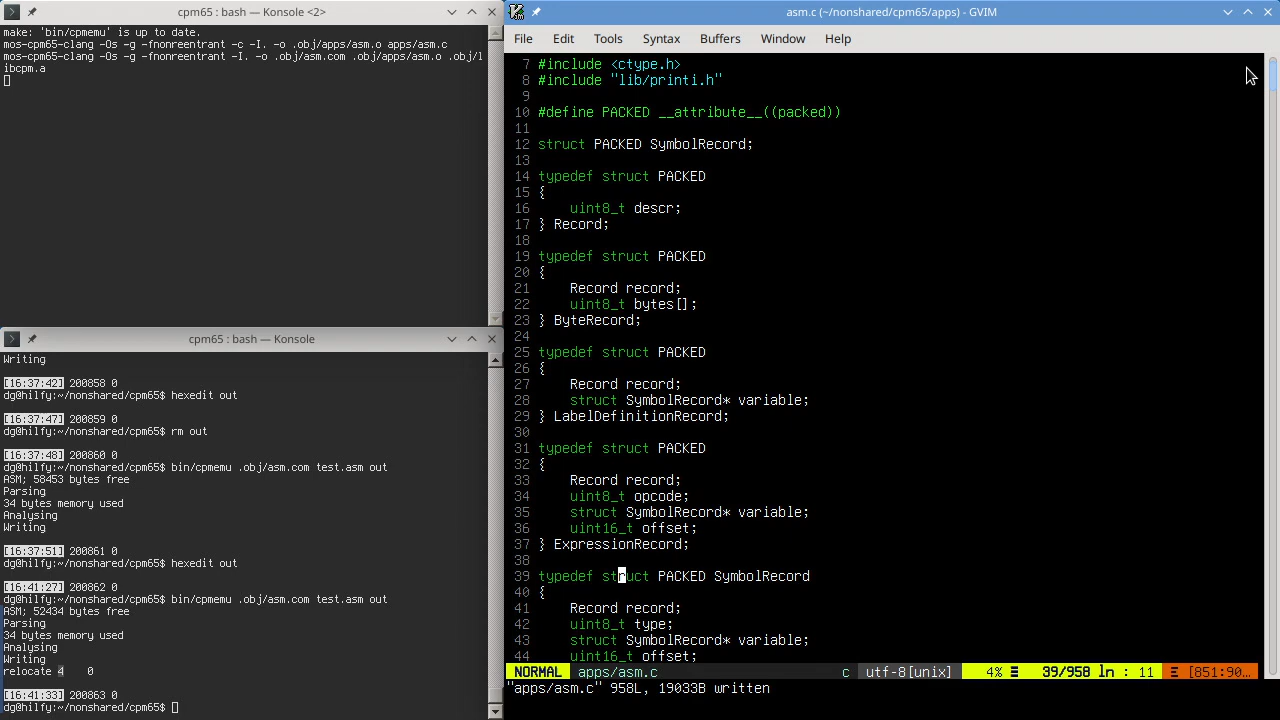 cpm65 : bash — Konsole <2>
make: 'bin/cpmemu' is up to date.
mos-cpm65-clang -Os -g -fnonreentrant -c -I. -o .obj/apps/asm.o apps/asm.c
mos-cpm65-clang -Os -g -fnonreentrant -I. -o .obj/asm.com .obj/apps/asm.o .obj/l
ibcpm.a
cpm65 : bash — Konsole
Writing
[16:37:42] 200858 0
dg@hilfy:~/nonshared/cpm65$ hexedit out
[16:37:47] 200859 0
dg@hilfy:~/nonshared/cpm65$ rm out
[16:37:48] 200860 0
dg@hilfy:~/nonshared/cpm65$ bin/cpmemu .obj/asm.com test.asm out
ASM; 58453 bytes free
Parsing
34 bytes memory used
Analysing
Writing
[16:37:51] 200861 0
dg@hilfy:~/nonshared/cpm65$ hexedit out
[16:41:27] 200862 0
dg@hilfy:~/nonshared/cpm65$ bin/cpmemu .obj/asm.com test.asm out
ASM; 52434 bytes free
Parsing
34 bytes memory used
Analysing
Writing
relocate 4    0
[16:41:33] 200863 0
dg@hilfy:~/nonshared/cpm65$
asm.c (~/nonshared/cpm65/apps) - GVIM
File Edit Tools Syntax Buffers Window Help
7 #include <ctype.h>
8 #include "lib/printi.h"
9
10 #define PACKED __attribute__((packed))
11
12 struct PACKED SymbolRecord;
13
14 typedef struct PACKED
15 {
16     uint8_t descr;
17 } Record;
18
19 typedef struct PACKED
20 {
21     Record record;
22     uint8_t bytes[];
23 } ByteRecord;
24
25 typedef struct PACKED
26 {
27     Record record;
28     struct SymbolRecord* variable;
29 } LabelDefinitionRecord;
30
31 typedef struct PACKED
32 {
33     Record record;
34     uint8_t opcode;
35     struct SymbolRecord* variable;
36     uint16_t offset;
37 } ExpressionRecord;
38
39 typedef struct PACKED SymbolRecord
40 {
41     Record record;
42     uint8_t type;
43     struct SymbolRecord* variable;
44     uint16_t offset;
NORMAL apps/asm.c c utf-8[unix] 4% ☰ 39/958 ln : 11 Ξ [851:90…
"apps/asm.c" 958L, 19033B written